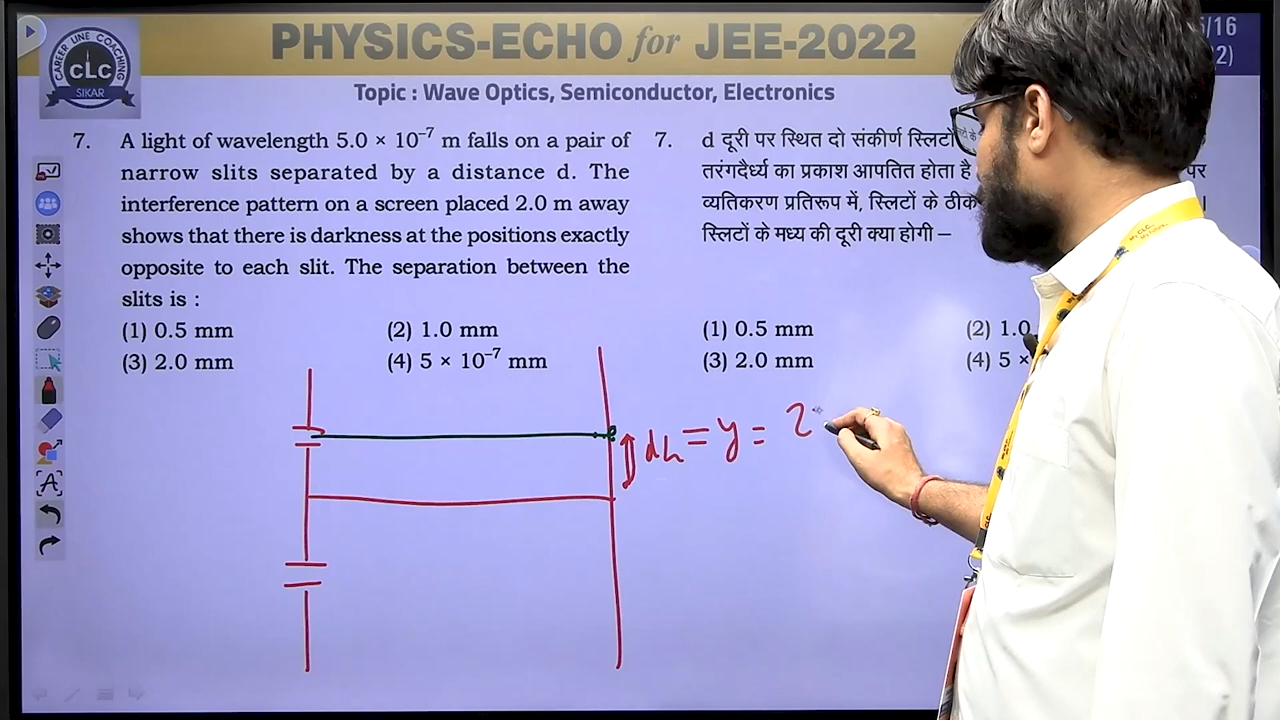 PHYSICS-ECHO for JEE-2022
CAREER LINE COACHING
CLC
SIKAR
Topic : Wave Optics, Semiconductor, Electronics
7. A light of wavelength 5.0 × 10⁻⁷ m falls on a pair of
narrow slits separated by a distance d. The
interference pattern on a screen placed 2.0 m away
shows that there is darkness at the positions exactly
opposite to each slit. The separation between the
slits is :
(1) 0.5 mm (2) 1.0 mm
(3) 2.0 mm (4) 5 × 10⁻⁷ mm
7. d दूरी पर स्थित दो संकीर्ण स्लिटों
तरंगदैर्ध्य का प्रकाश आपतित होता है पर
व्यतिकरण प्रतिरूप में, स्लिटों के ठीक
स्लिटों के मध्य की दूरी क्या होगी –
(1) 0.5 mm (2) 1.0
(3) 2.0 mm (4) 5 ×
= y = 2